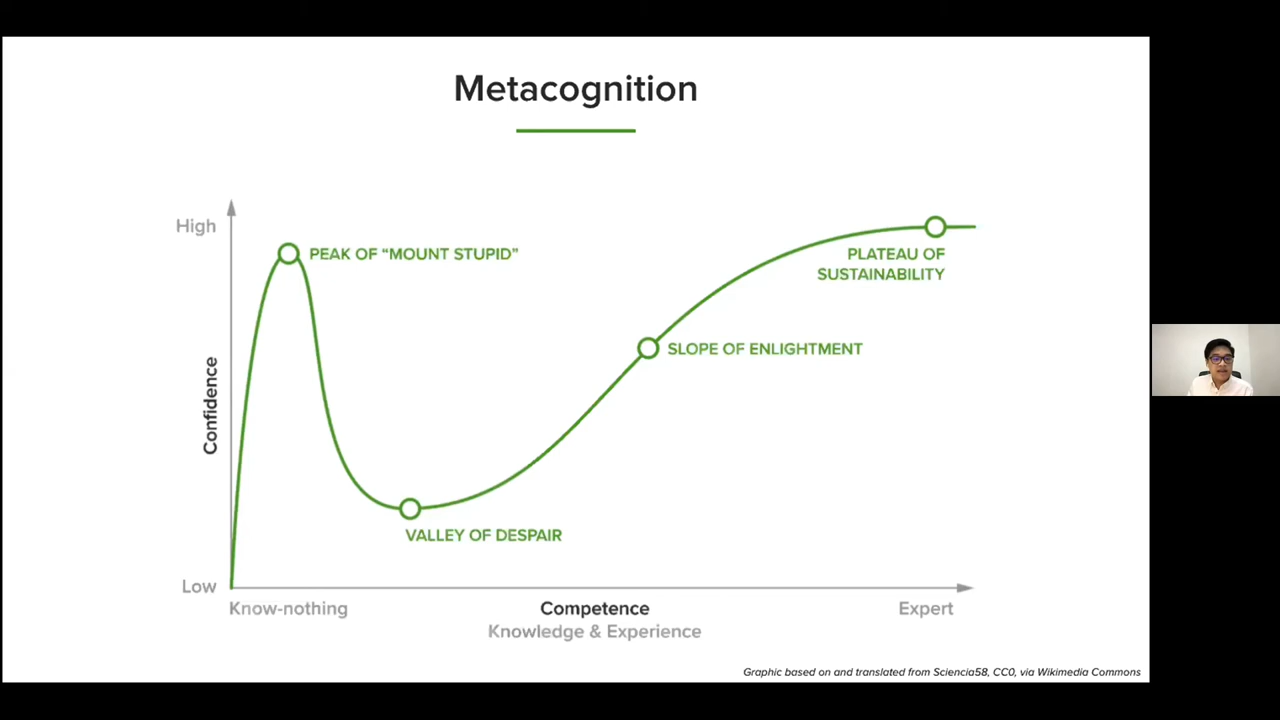 Metacognition
High
PEAK OF “MOUNT STUPID”
PLATEAU OF
SUSTAINABILITY
SLOPE OF ENLIGHTMENT
Confidence
VALLEY OF DESPAIR
Low
Know-nothing
Competence
Expert
Knowledge & Experience
Graphic based on and translated from Sciencia58, CC0, via Wikimedia Commons